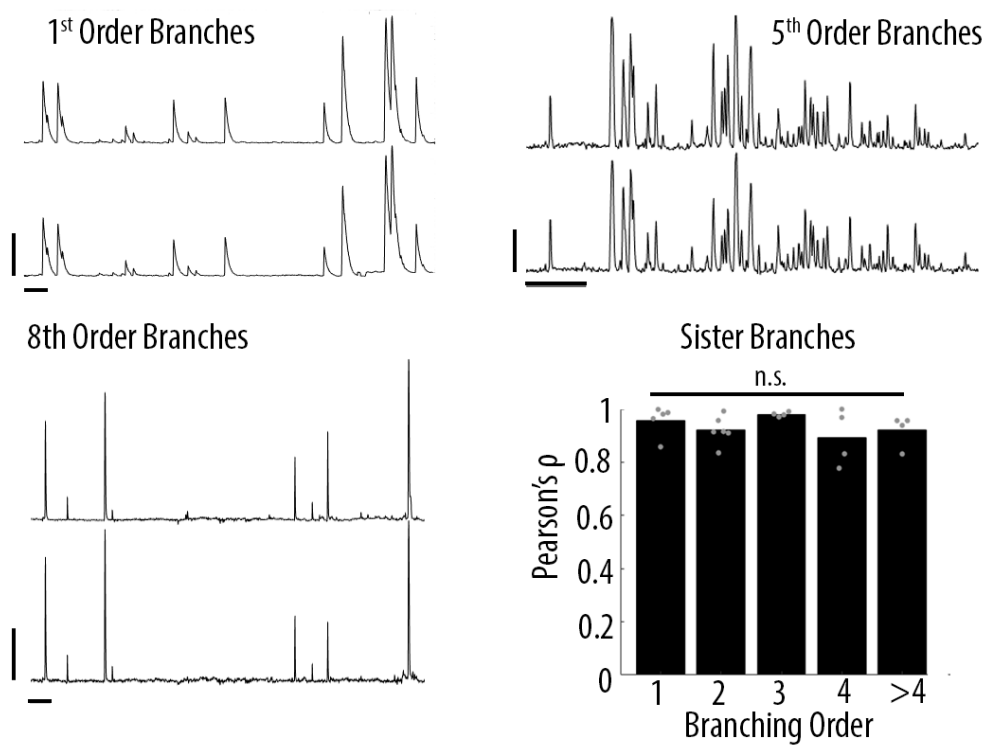 1st Order Branches
5th Order Branches
8th Order Branches
Sister Branches
n.s.
Pearson's ρ
1
0.8
0.6
0.4
0.2
0
1 2 3 4 >4
Branching Order